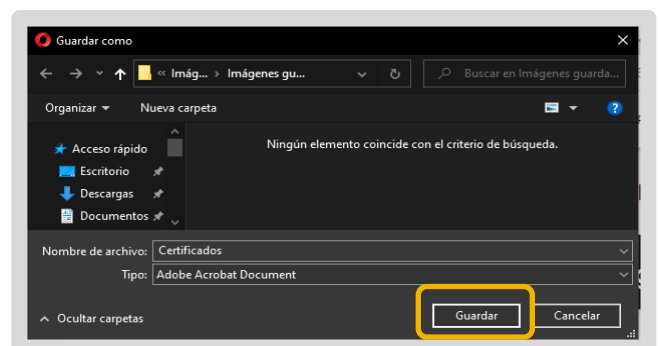 Guardar como
« Imág... › Imágenes gu...
Buscar en Imágenes guarda...
Organizar Nueva carpeta ?
Acceso rápido
Escritorio
Descargas
Documentos
Ningún elemento coincide con el criterio de búsqueda.
Nombre de archivo: Certificados
Tipo: Adobe Acrobat Document
Ocultar carpetas
Guardar Cancelar